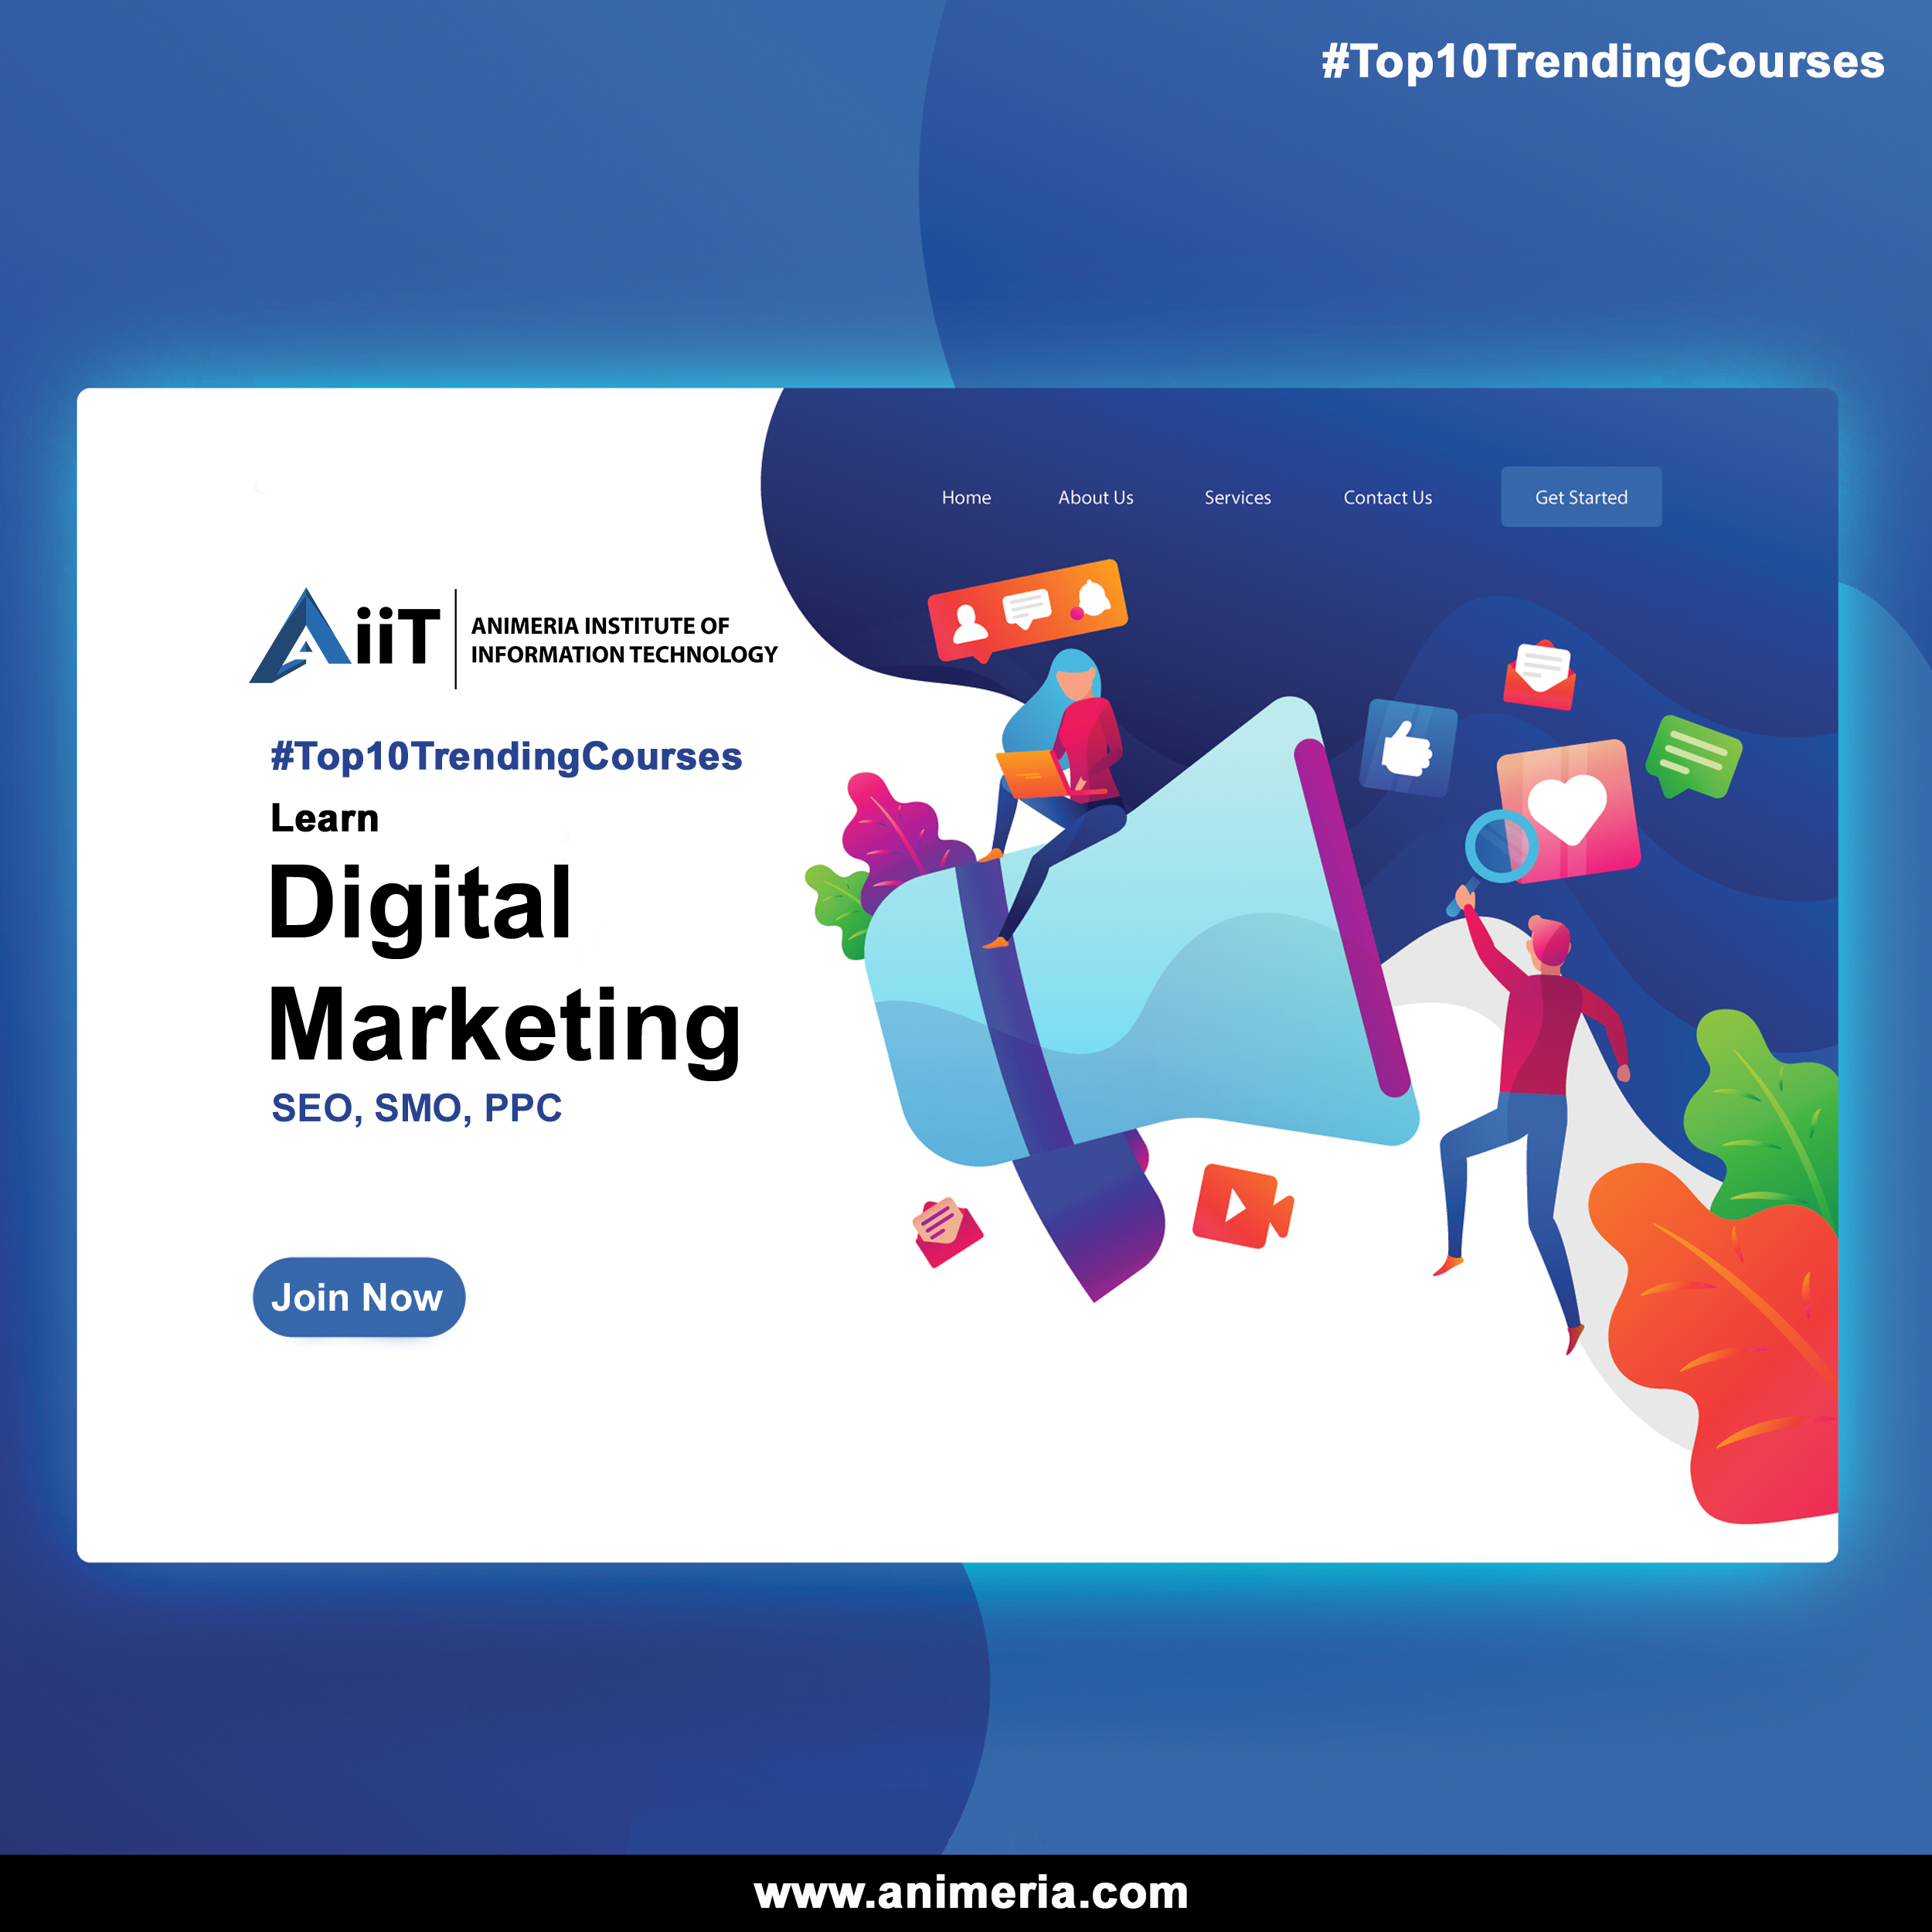 #Top10TrendingCourses
Home About Us Services Contact Us Get Started
AiiT
ANIMERIA INSTITUTE OF
INFORMATION TECHNOLOGY
#Top10TrendingCourses
Learn
Digital
Marketing
SEO, SMO, PPC
Join Now
www.animeria.com